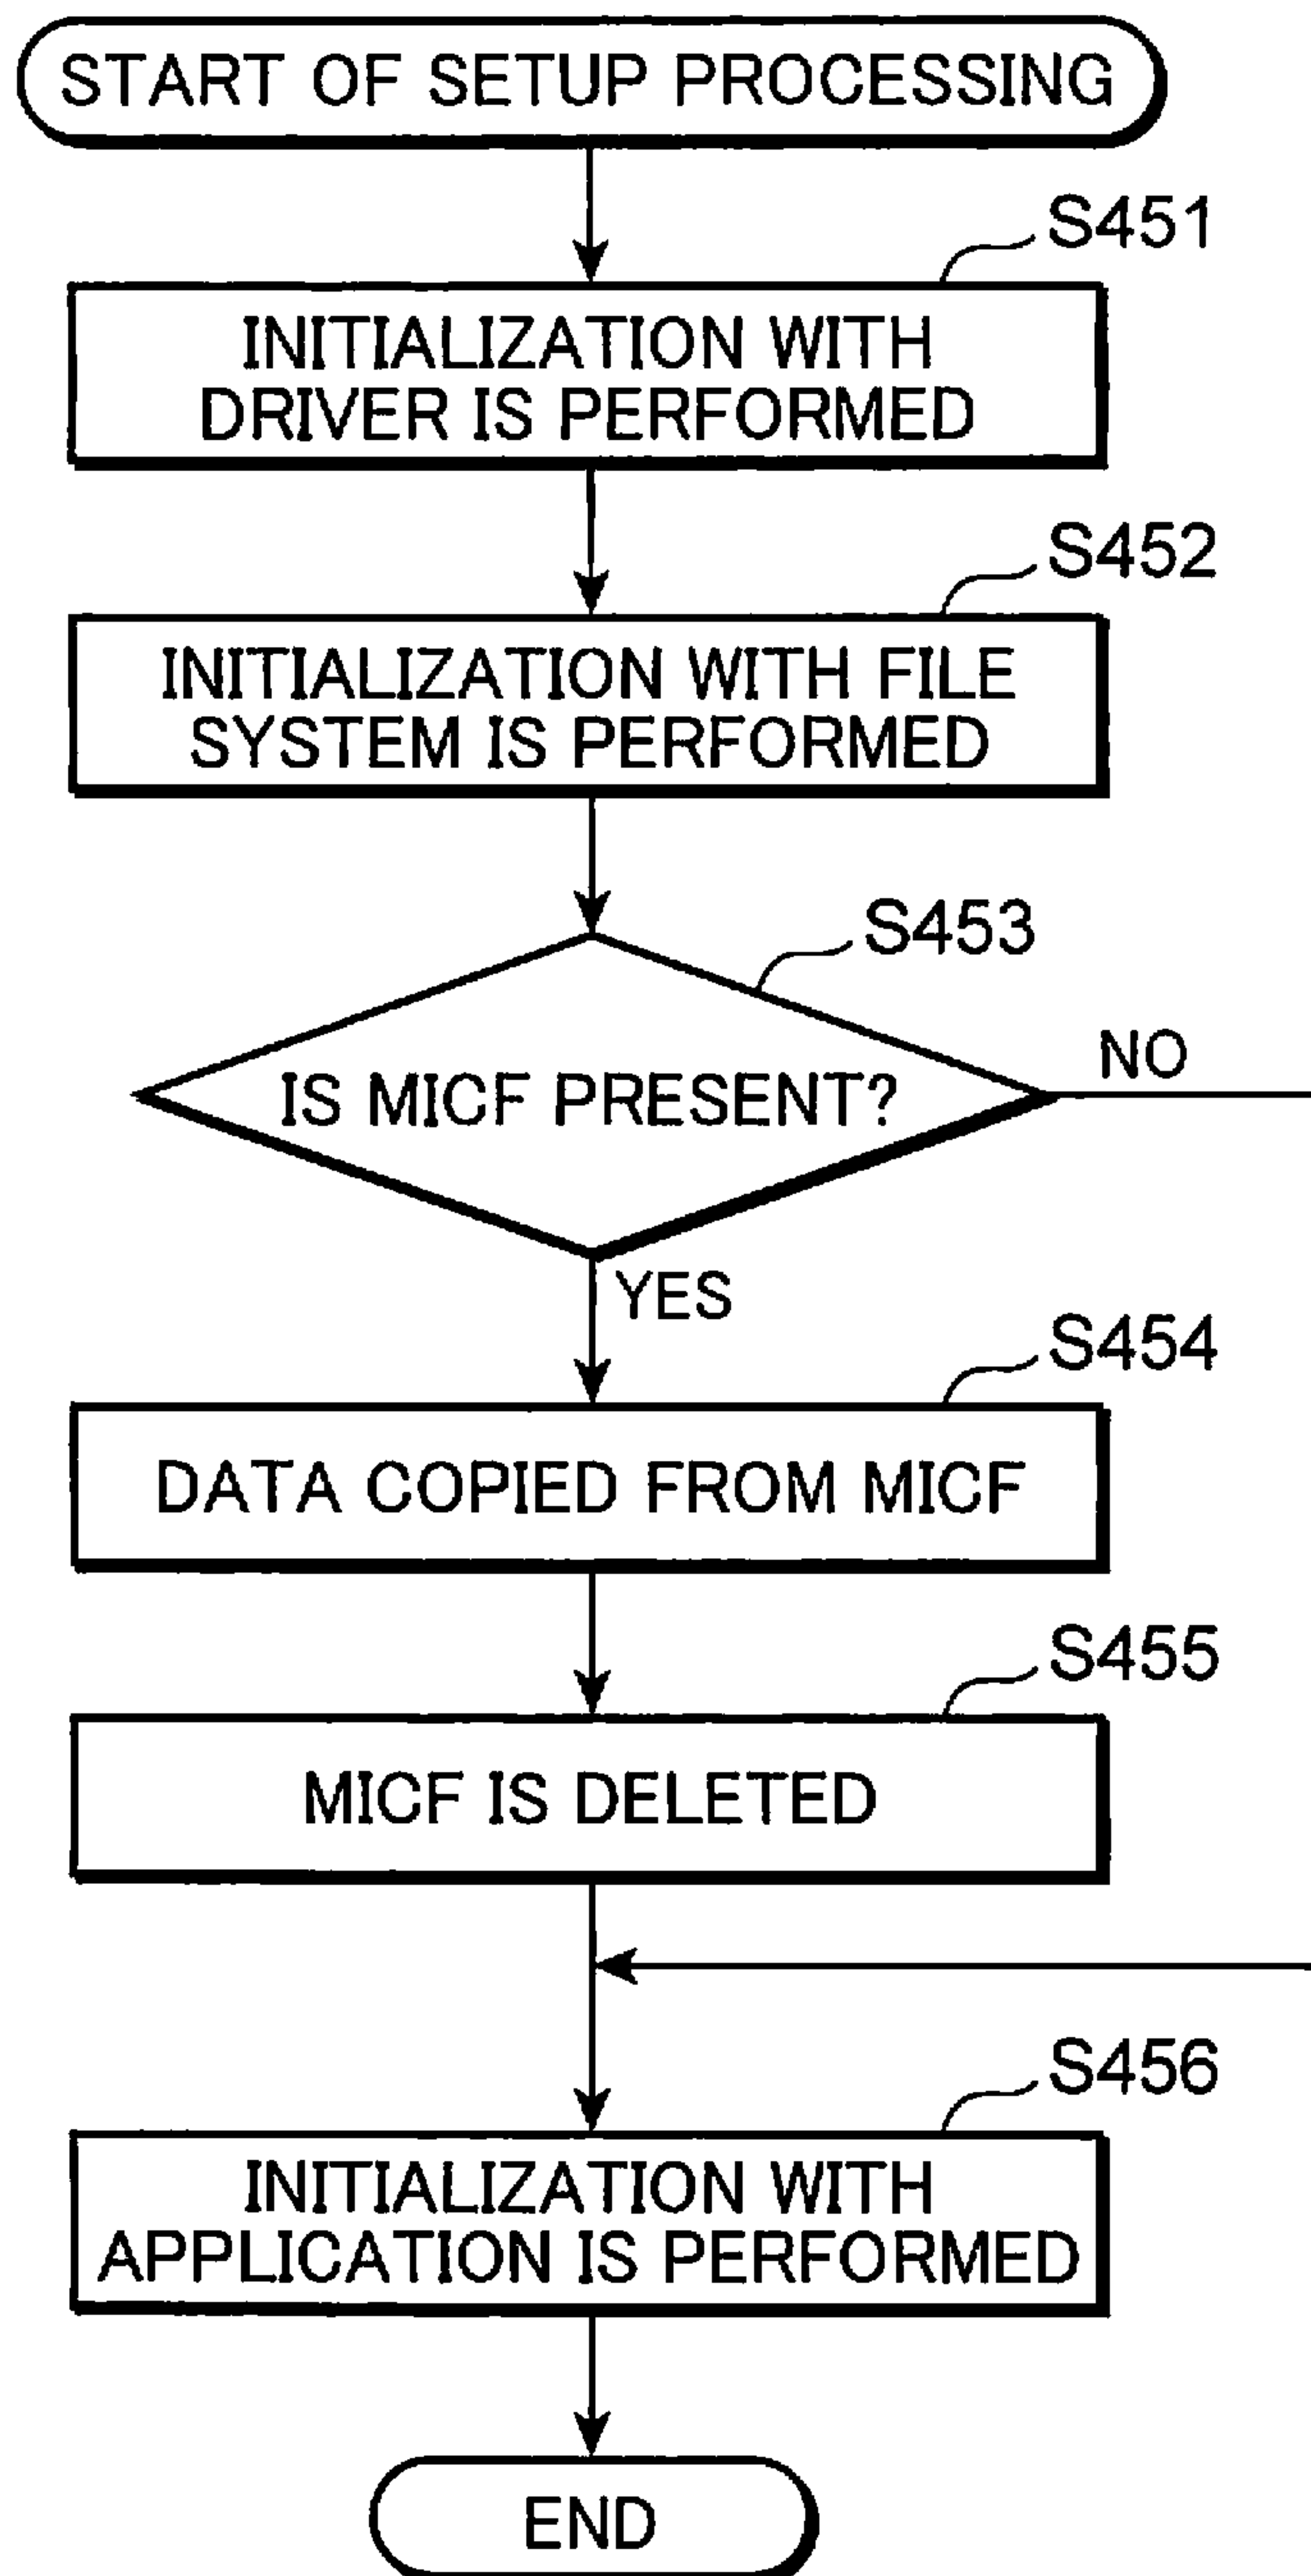 START OF SETUP PROCESSING
S451
INITIALIZATION WITH
DRIVER IS PERFORMED
S452
INITIALIZATION WITH FILE
SYSTEM IS PERFORMED
S453
IS MICF PRESENT?
NO
YES
S454
DATA COPIED FROM MICF
S455
MICF IS DELETED
S456
INITIALIZATION WITH
APPLICATION IS PERFORMED
END